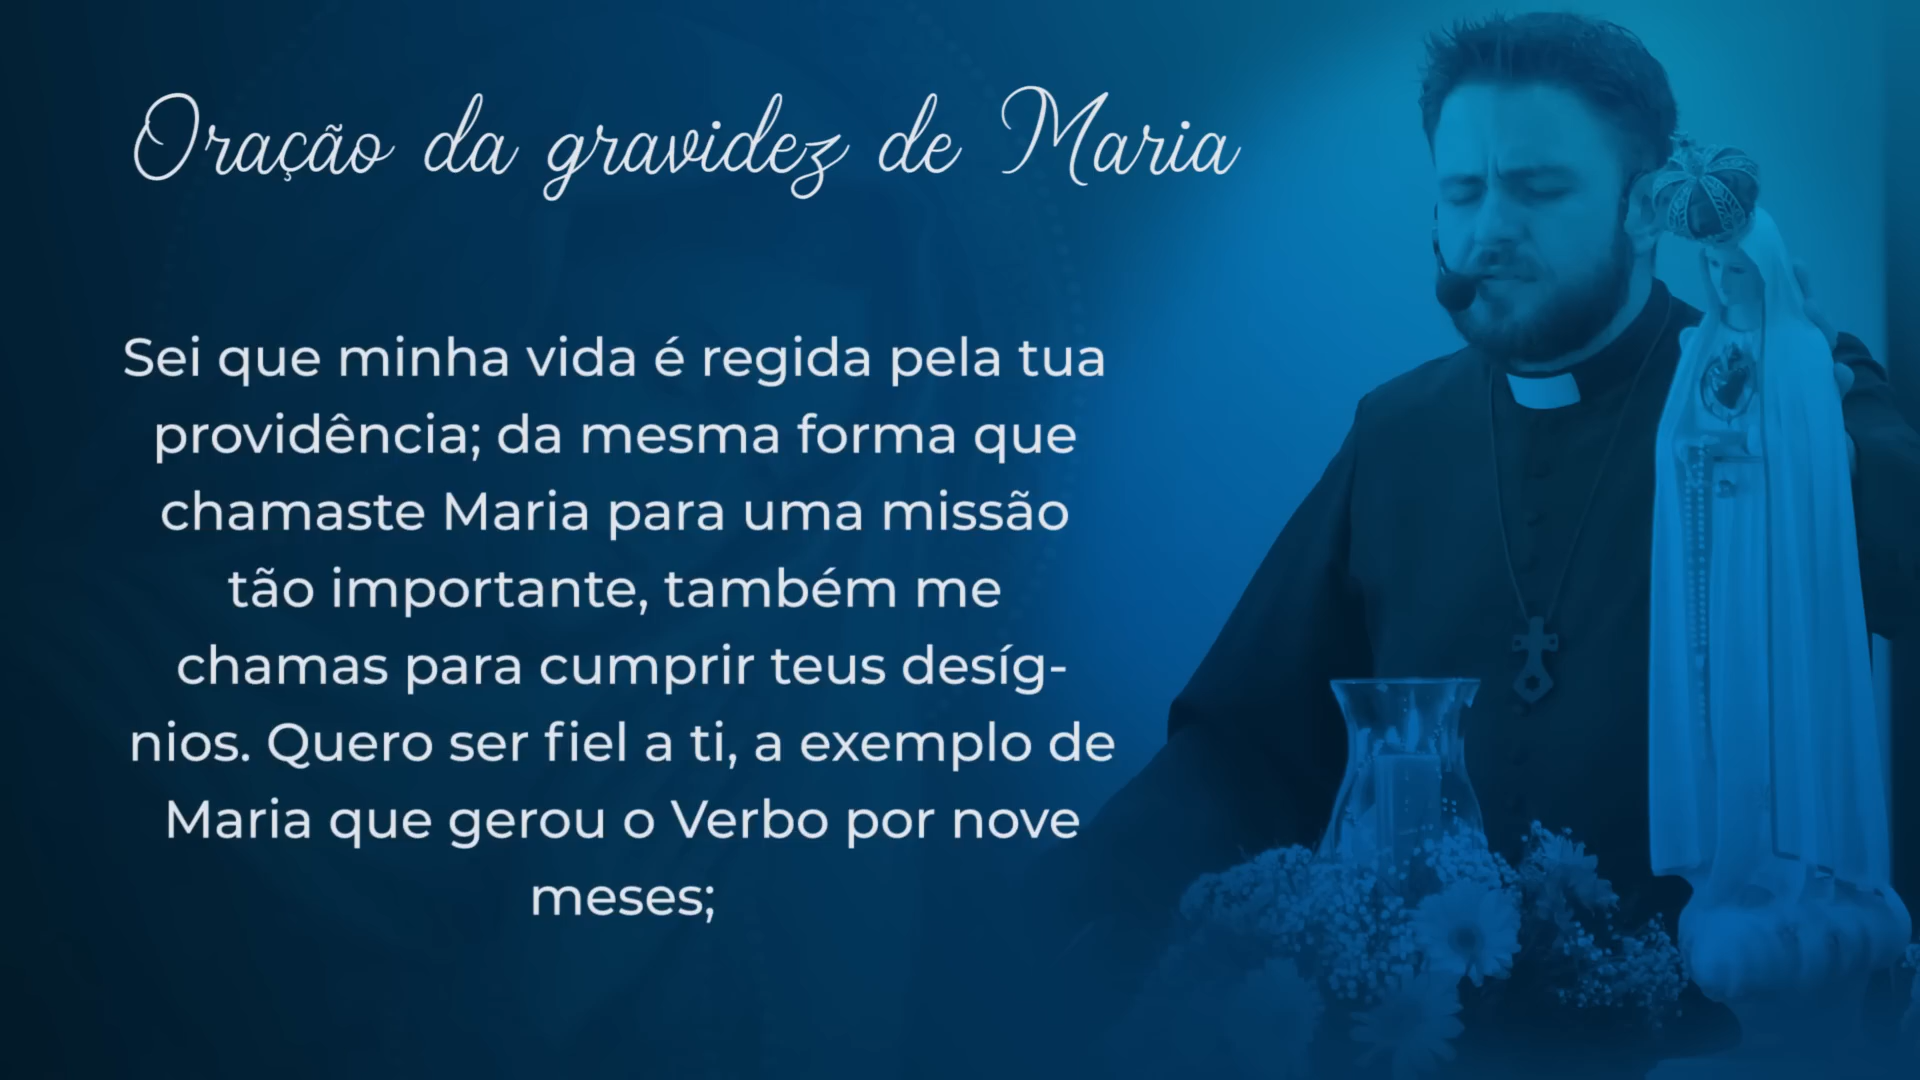 Oração da gravidez de Maria
Sei que minha vida é regida pela tua
providência; da mesma forma que
chamaste Maria para uma missão
tão importante, também me
chamas para cumprir teus desíg-
nios. Quero ser fiel a ti, a exemplo de
Maria que gerou o Verbo por nove
meses;